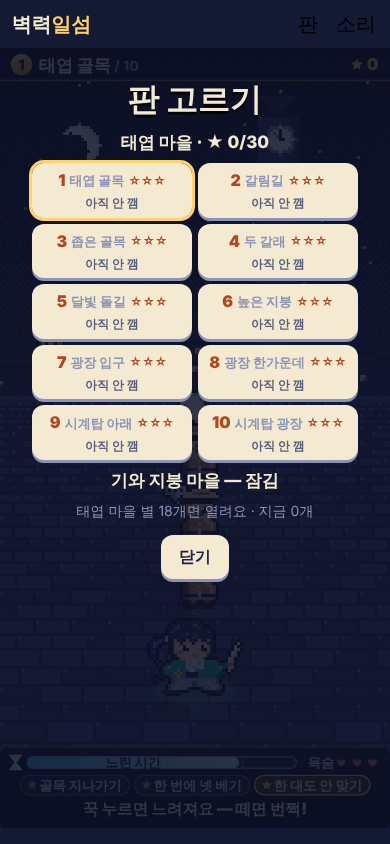 벽력일섬 판 소리
1 태엽 골목 / 10 ★ 0
판 고르기
태엽 마을 · ★ 0/30
1 태엽 골목 ☆☆☆
아직 안 깸
2 갈림길 ☆☆☆
아직 안 깸
3 좁은 골목 ☆☆☆
아직 안 깸
4 두 갈래 ☆☆☆
아직 안 깸
5 달빛 돌길 ☆☆☆
아직 안 깸
6 높은 지붕 ☆☆☆
아직 안 깸
7 광장 입구 ☆☆☆
아직 안 깸
8 광장 한가운데 ☆☆☆
아직 안 깸
9 시계탑 아래 ☆☆☆
아직 안 깸
10 시계탑 광장 ☆☆☆
아직 안 깸
기와 지붕 마을 — 잠김
태엽 마을 별 18개면 열려요 · 지금 0개
닫기
느린 시간 목숨 ♥ ♥ ♥
★골목 지나가기 ★한 번에 넷 베기 ★한 대도 안 맞기
꾹 누르면 느려져요 — 떼면 번쩍!